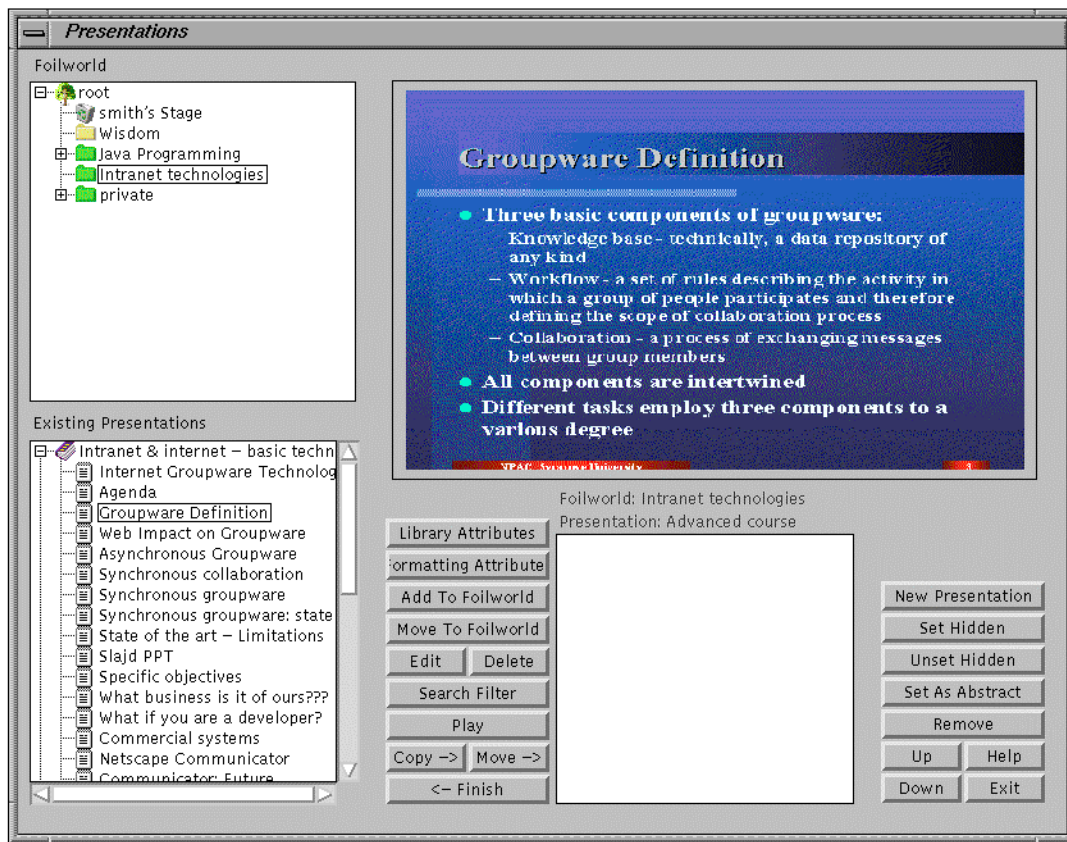 Presentations
Foilworld
root
smith's Stage
Wisdom
Java Programming
Intranet technologies
private
Groupware Definition
Three basic components of groupware:
Knowledge base - technically, a data repository of
any kind
– Workflow - a set of rules describing the activity in
which a group of people participates and therefore
defining the scope of collaboration process
– Collaboration - a process of exchanging messages
between group members
All components are intertwined
Different tasks employ three components to a
various degree
NPAC Syracuse University
3
Existing Presentations
Intranet & internet – basic techn
Internet Groupware Technolog
Agenda
Groupware Definition
Web Impact on Groupware
Asynchronous Groupware
Synchronous collaboration
Synchronous groupware
Synchronous groupware: state
State of the art – Limitations
Slajd PPT
Specific objectives
What business is it of ours???
What if you are a developer?
Commercial systems
Netscape Communicator
Communicator: Future
Foilworld: Intranet technologies
Presentation: Advanced course
Library Attributes
ormatting Attribute
Add To Foilworld
Move To Foilworld
Edit Delete
Search Filter
Play
Copy –> Move –>
<– Finish
New Presentation
Set Hidden
Unset Hidden
Set As Abstract
Remove
Up Help
Down Exit